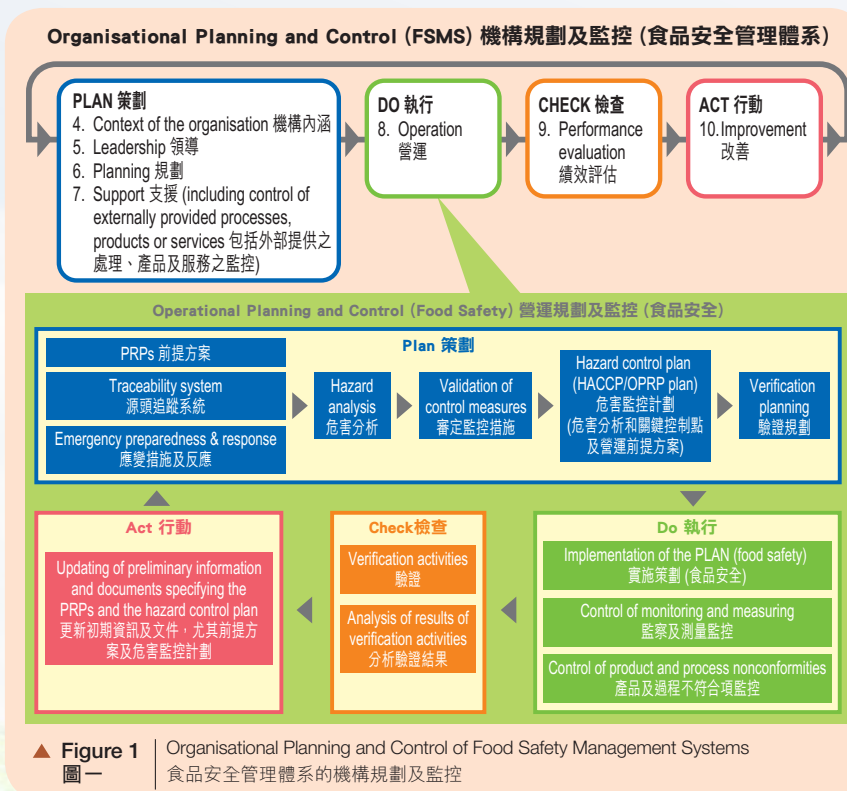 Organisational Planning and Control (FSMS) 機構規劃及監控 (食品安全管理體系)
PLAN 策劃
4. Context of the organisation 機構內涵
5. Leadership 領導
6. Planning 規劃
7. Support 支援 (including control of
externally provided processes,
products or services 包括外部提供之
處理、產品及服務之監控)
DO 執行
8. Operation
營運
CHECK 檢查
9. Performance
evaluation
績效評估
ACT 行動
10. Improvement
改善
Operational Planning and Control (Food Safety) 營運規劃及監控 (食品安全)
Plan 策劃
PRPs 前提方案
Traceability system
源頭追蹤系統
Emergency preparedness & response
應變措施及反應
Hazard
analysis
危害分析
Validation of
control measures
審定監控措施
Hazard control plan
(HACCP/OPRP plan)
危害監控計劃
(危害分析和關鍵控制點
及營運前提方案)
Verification
planning
驗證規劃
Act 行動
Updating of preliminary information
and documents specifying the
PRPs and the hazard control plan
更新初期資訊及文件，尤其前提方
案及危害監控計劃
Check檢查
Verification activities
驗證
Analysis of results of
verification activities
分析驗證結果
Do 執行
Implementation of the PLAN (food safety)
實施策劃 (食品安全)
Control of monitoring and measuring
監察及測量監控
Control of product and process nonconformities
產品及過程不符合項監控
▲ Figure 1
圖一
Organisational Planning and Control of Food Safety Management Systems
食品安全管理體系的機構規劃及監控